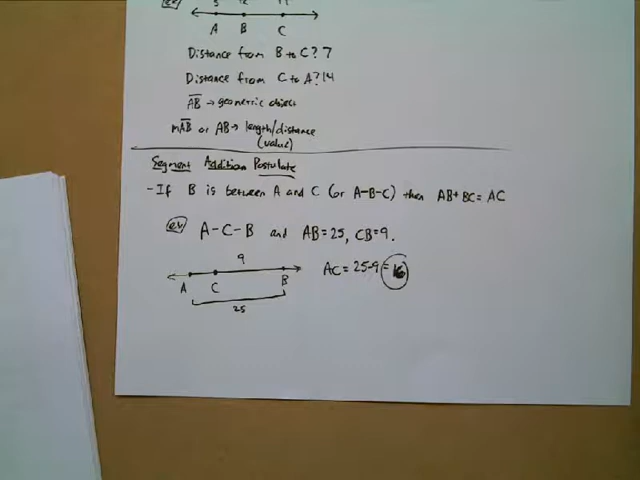 ex
A B C
Distance from B to C? 7
Distance from C to A? 14
AB → geometric object
mAB or AB → length/distance
(value)
Segment Addition Postulate
- If B is between A and C (or A-B-C) then AB + BC = AC
ex A-C-B and AB = 25, CB = 9.
9
AC = 25-9 = 16
A C B
25